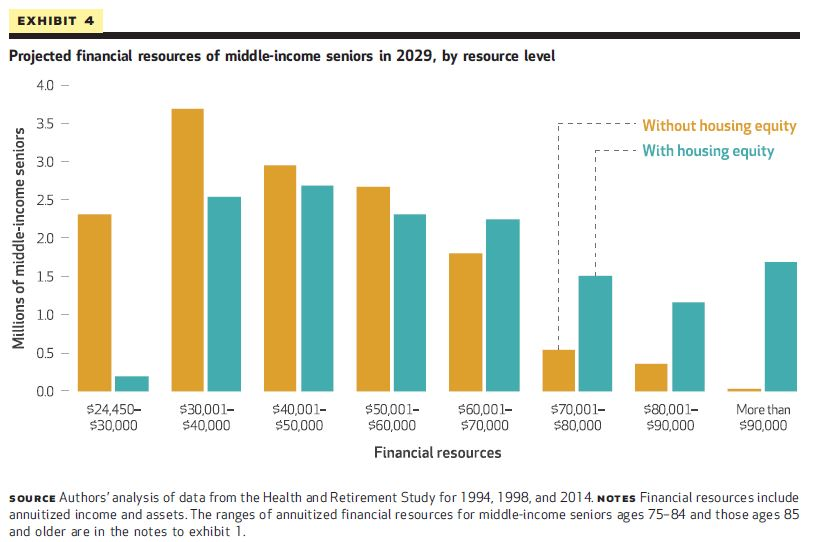 EXHIBIT 4
Projected financial resources of middle-income seniors in 2029, by resource level
Millions of middle-income seniors
4.0
3.5
3.0
2.5
2.0
1.5
1.0
0.5
0.0
Without housing equity
With housing equity
$24,450–
$30,000
$30,001–
$40,000
$40,001–
$50,000
$50,001–
$60,000
$60,001–
$70,000
$70,001–
$80,000
$80,001–
$90,000
More than
$90,000
Financial resources
SOURCE Authors' analysis of data from the Health and Retirement Study for 1994, 1998, and 2014. NOTES Financial resources include
annuitized income and assets. The ranges of annuitized financial resources for middle-income seniors ages 75–84 and those ages 85
and older are in the notes to exhibit 1.